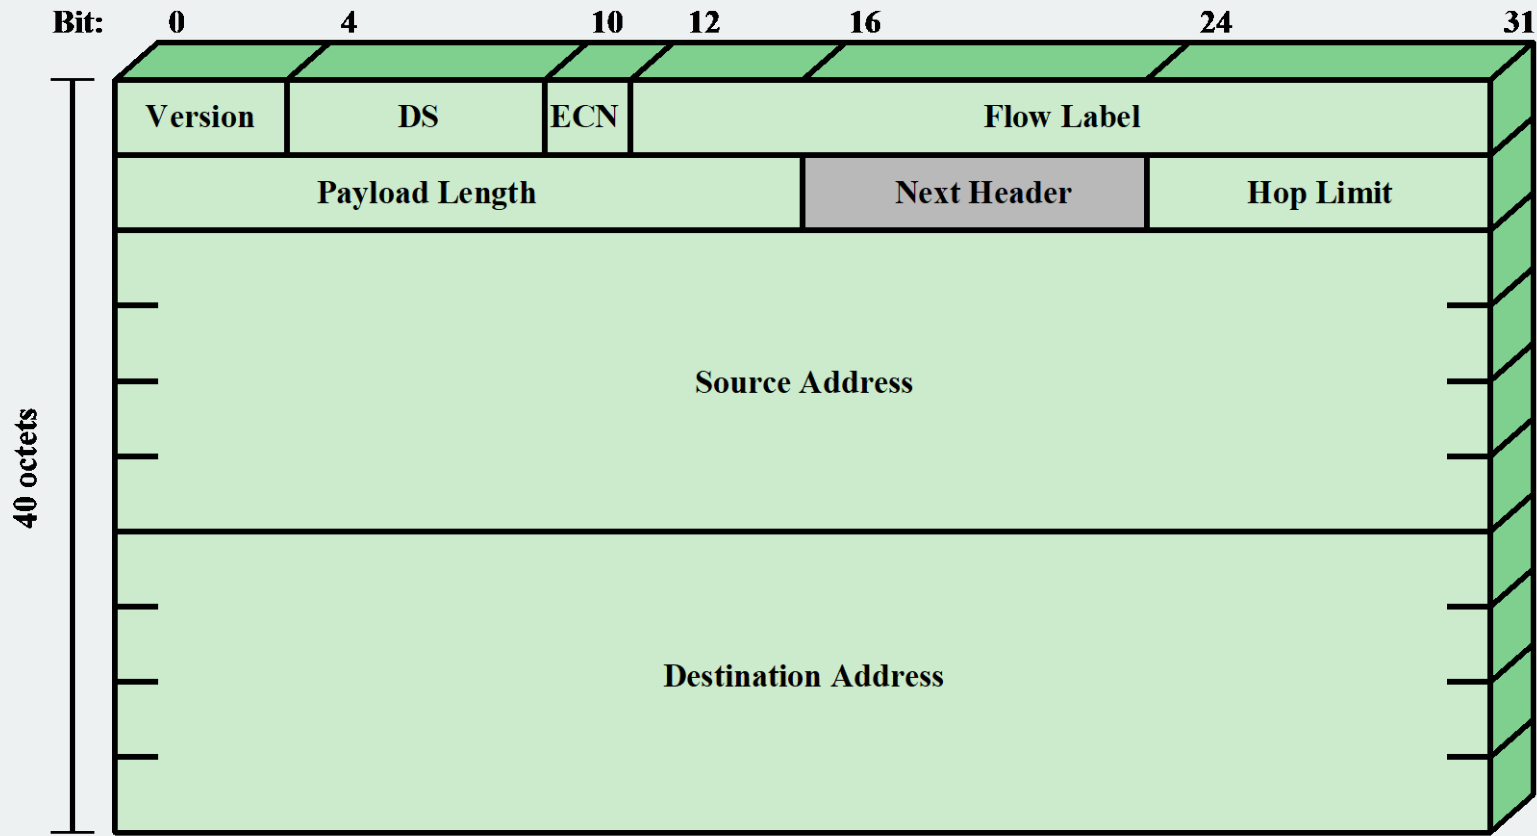 Bit: 0 4 10 12 16 24 31
Version DS ECN Flow Label
Payload Length Next Header Hop Limit
Source Address
40 octets
Destination Address